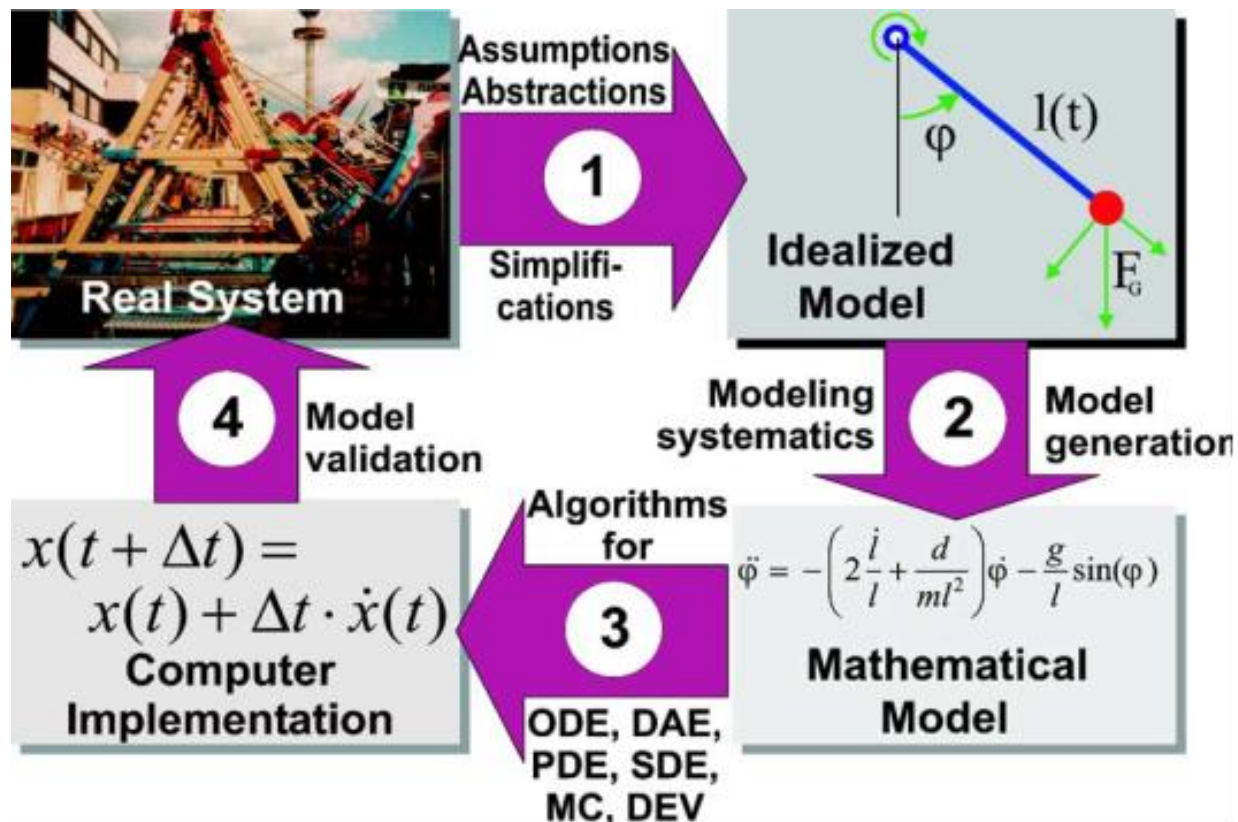 Real System
Assumptions
Abstractions
1
Simplifi-
cations
φ
l(t)
F_G
Idealized
Model
Modeling
systematics
2
Model
generation
φ̈ = -(2 l̇/l + d/(ml²)) φ̇ - g/l sin(φ)
Mathematical
Model
Algorithms
for
3
ODE, DAE,
PDE, SDE,
MC, DEV
x(t + Δt) =
x(t) + Δt · ẋ(t)
Computer
Implementation
4
Model
validation